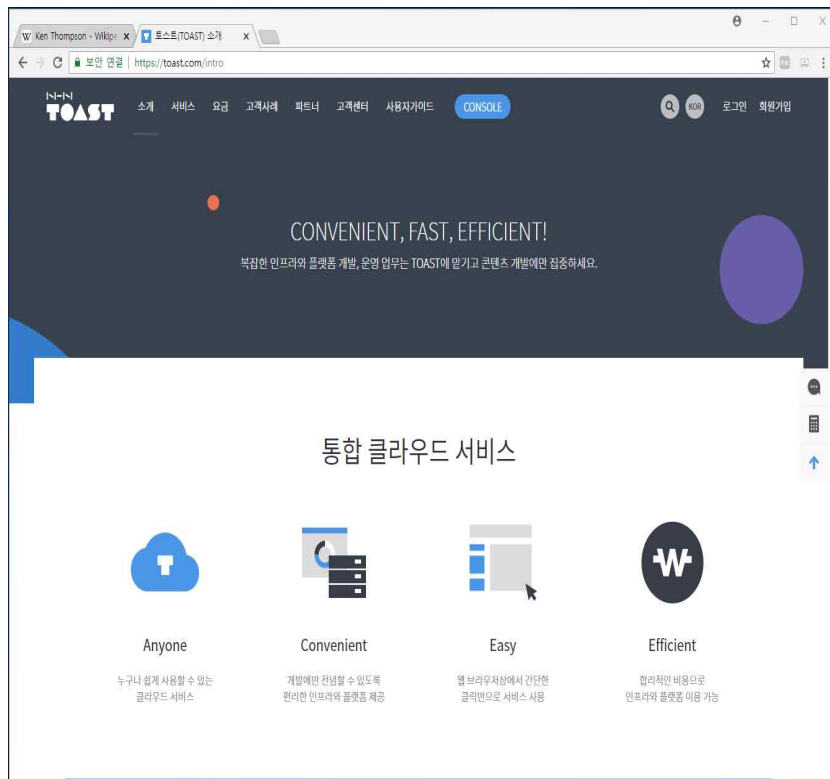 Ken Thompson - Wikipe
토스트(TOAST) 소개
보안 연결 | https://toast.com/intro
NHN
TOAST
소개 서비스 요금 고객사례 파트너 고객센터 사용자가이드 CONSOLE KOR 로그인 회원가입
CONVENIENT, FAST, EFFICIENT!
복잡한 인프라와 플랫폼 개발, 운영 업무는 TOAST에 맡기고 콘텐츠 개발에만 집중하세요.
통합 클라우드 서비스
Anyone
누구나 쉽게 사용할 수 있는
클라우드 서비스
Convenient
개발에만 전념할 수 있도록
편리한 인프라와 플랫폼 제공
Easy
웹 브라우저상에서 간단한
클릭만으로 서비스 사용
Efficient
합리적인 비용으로
인프라와 플랫폼 이용 가능